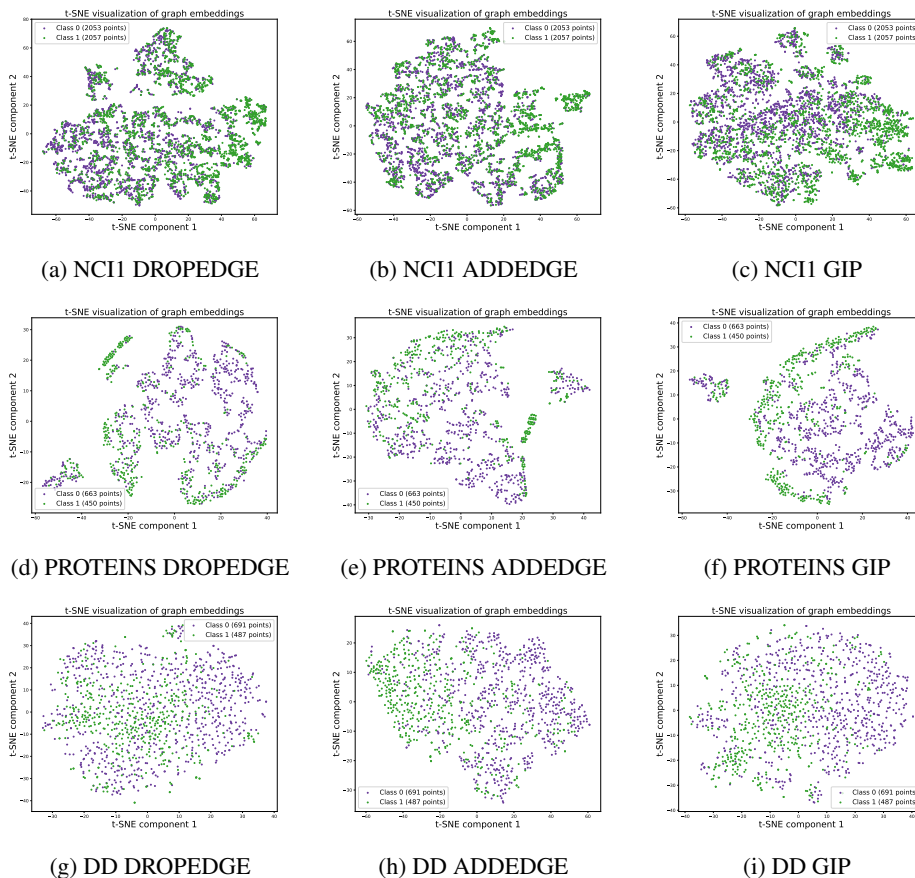 t-SNE visualization of graph embeddings
t-SNE visualization of graph embeddings
t-SNE visualization of graph embeddings
Class 0 (2053 points)
Class 1 (2057 points)
Class 0 (2053 points)
Class 1 (2057 points)
Class 0 (2053 points)
Class 1 (2057 points)
t-SNE component 2
t-SNE component 2
t-SNE component 2
t-SNE component 1
t-SNE component 1
t-SNE component 1
(a) NCI1 DROPEDGE
(b) NCI1 ADDEDGE
(c) NCI1 GIP
t-SNE visualization of graph embeddings
t-SNE visualization of graph embeddings
t-SNE visualization of graph embeddings
Class 0 (663 points)
Class 1 (450 points)
Class 0 (663 points)
Class 1 (450 points)
Class 0 (663 points)
Class 1 (450 points)
t-SNE component 2
t-SNE component 2
t-SNE component 2
t-SNE component 1
t-SNE component 1
t-SNE component 1
(d) PROTEINS DROPEDGE
(e) PROTEINS ADDEDGE
(f) PROTEINS GIP
t-SNE visualization of graph embeddings
t-SNE visualization of graph embeddings
t-SNE visualization of graph embeddings
Class 0 (691 points)
Class 1 (487 points)
Class 0 (691 points)
Class 1 (487 points)
Class 0 (691 points)
Class 1 (487 points)
t-SNE component 2
t-SNE component 2
t-SNE component 2
t-SNE component 1
t-SNE component 1
t-SNE component 1
(g) DD DROPEDGE
(h) DD ADDEDGE
(i) DD GIP